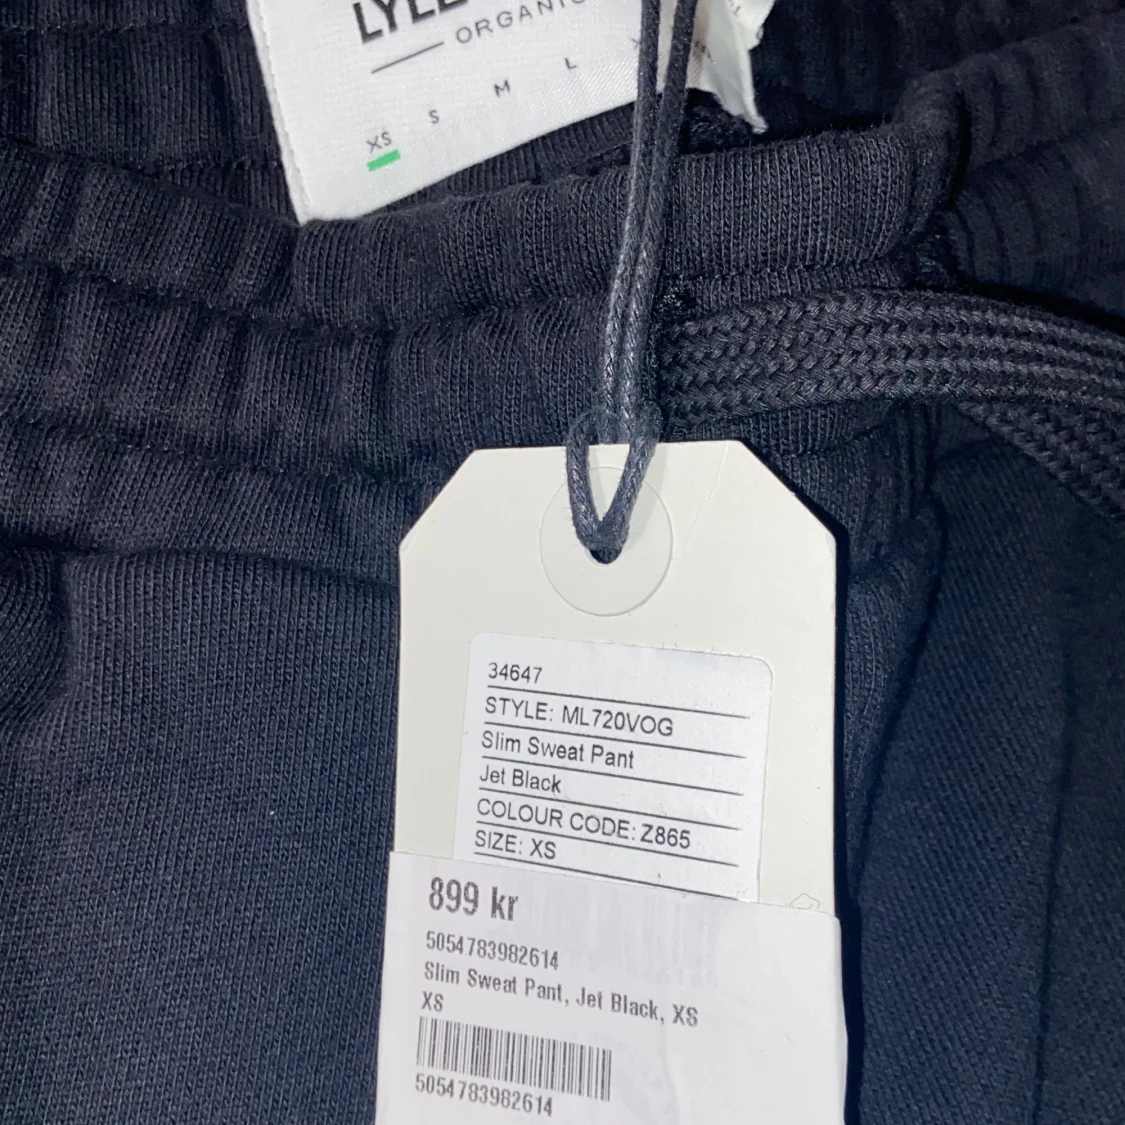 ORGANIC
XS S M L
34647
STYLE: ML720VOG
Slim Sweat Pant
Jet Black
COLOUR CODE: Z865
SIZE: XS
899 kr
5054783982614
Slim Sweat Pant, Jet Black, XS
XS
5054783982614